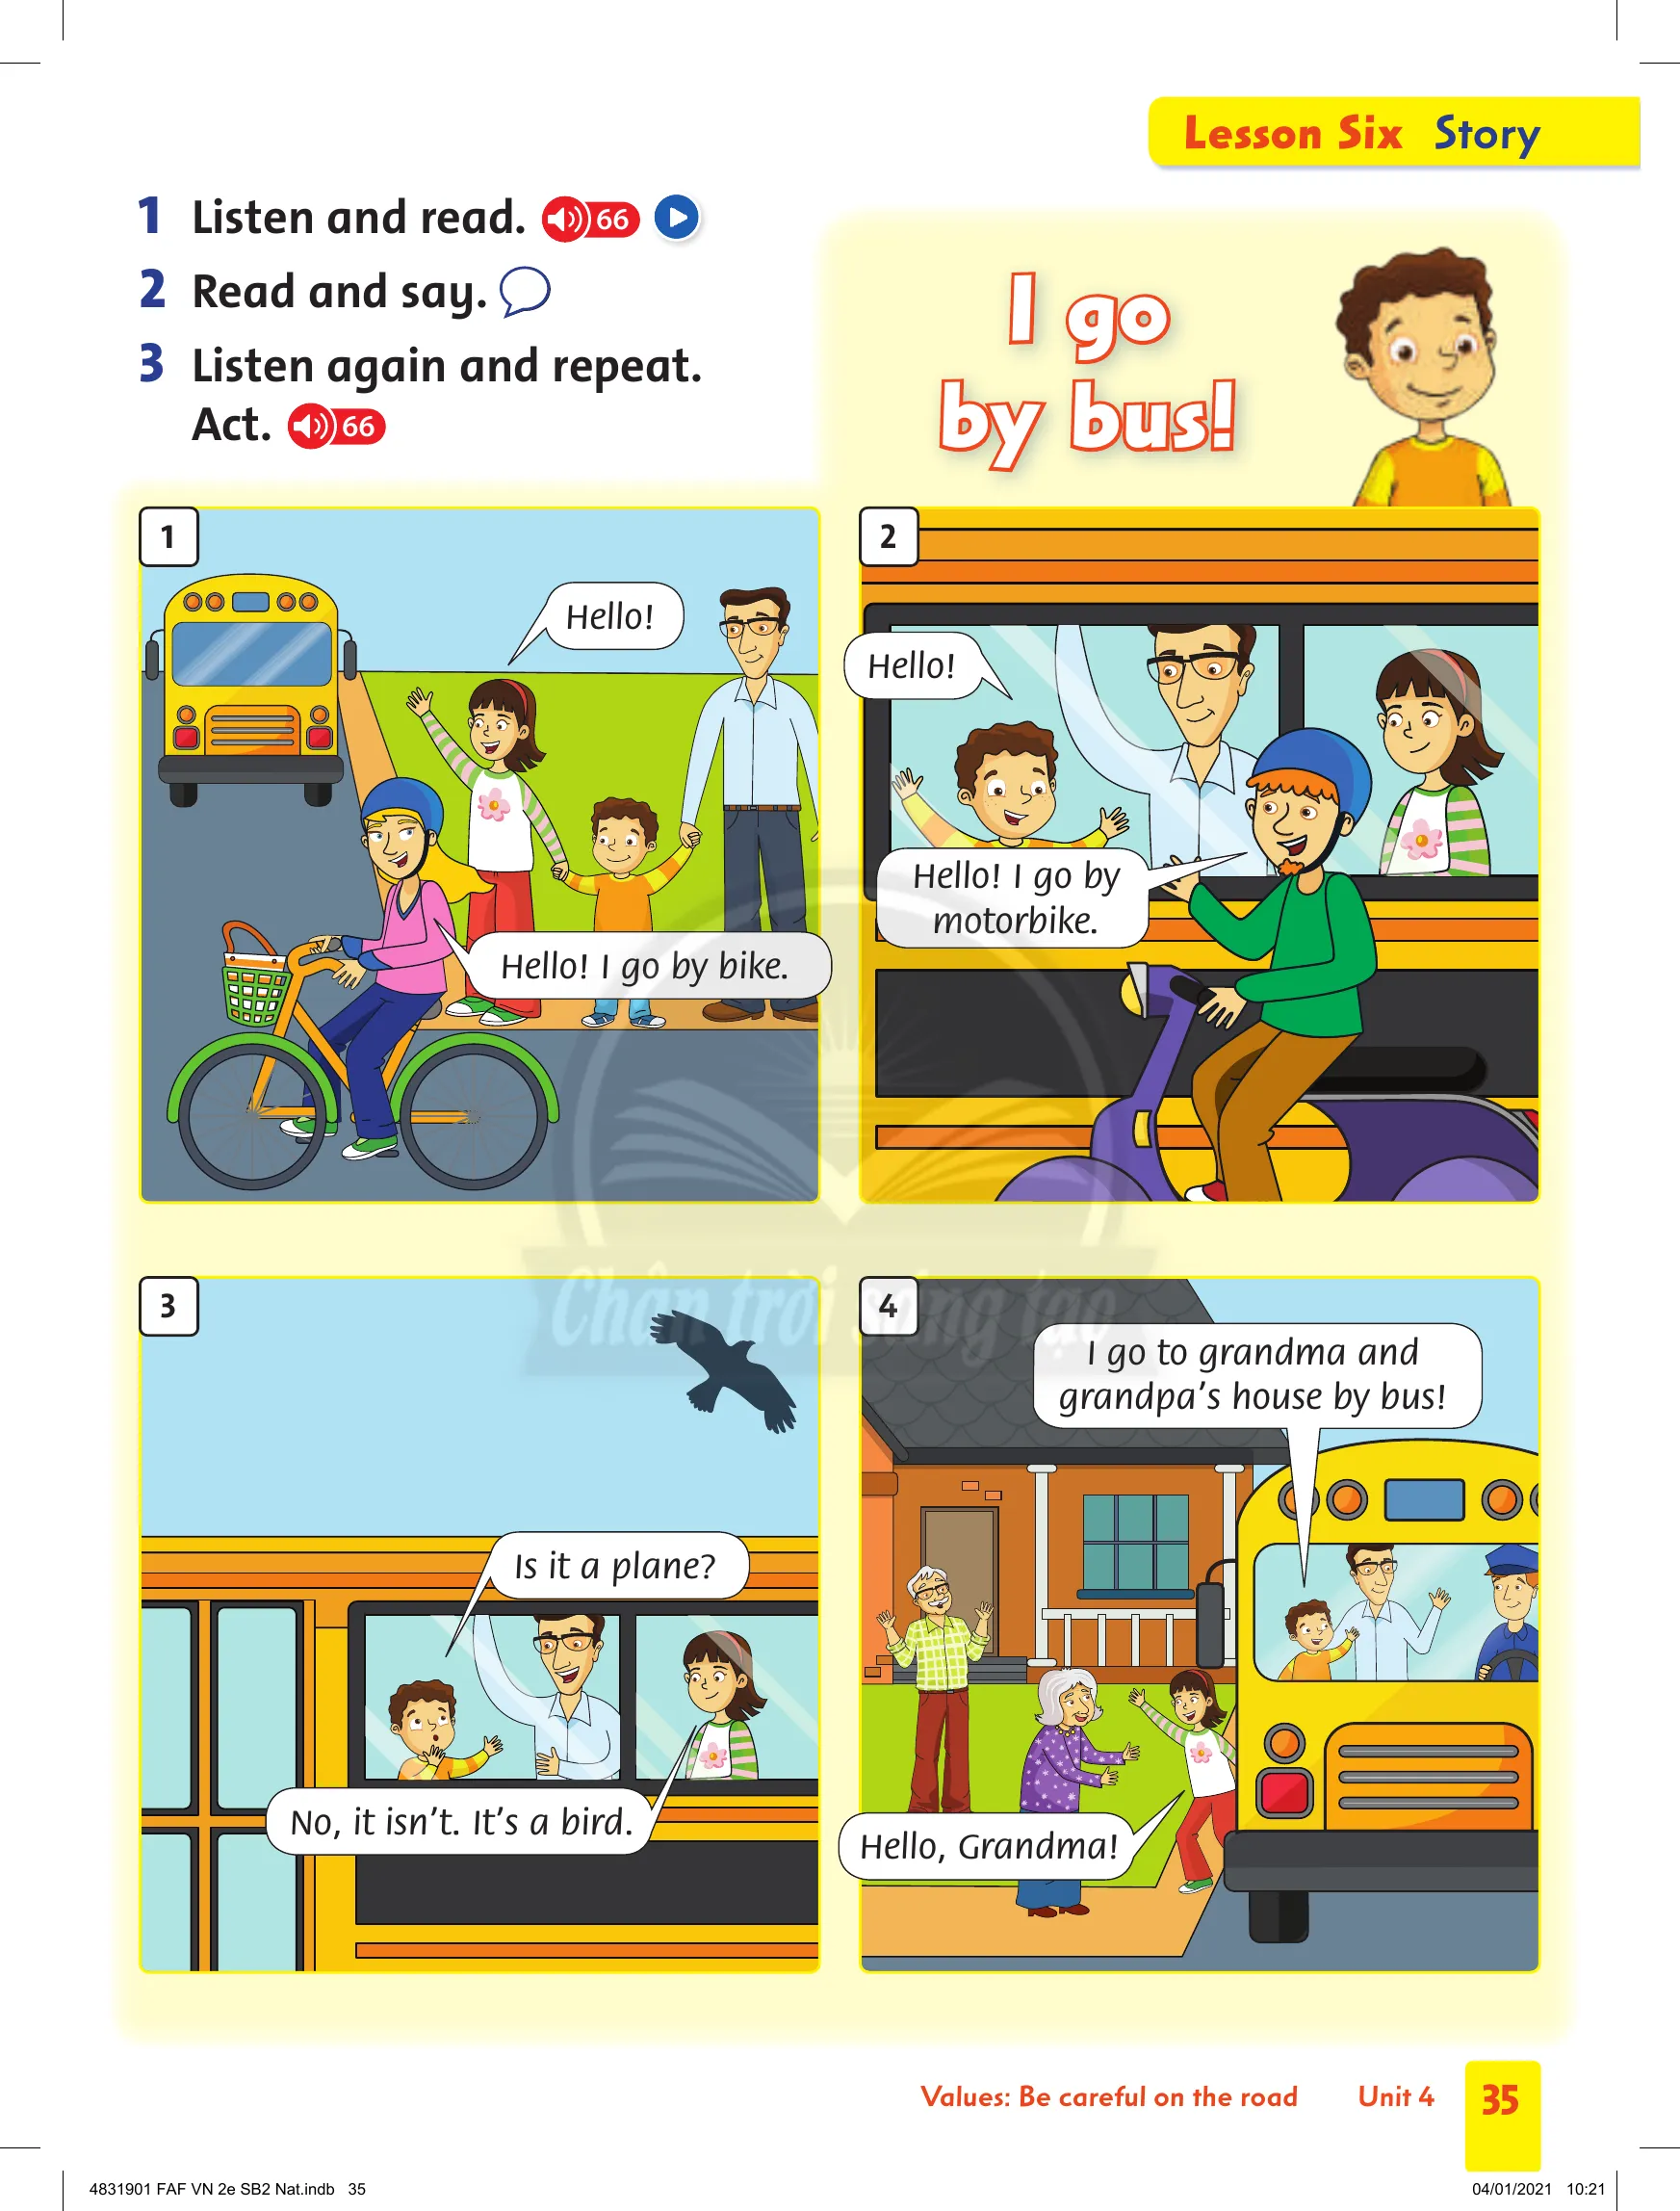 Lesson Six Story
1 Listen and read. 66
2 Read and say.
3 Listen again and repeat.
Act. 66
I go
by bus!
1
Hello!
Hello! I go by bike.
2
Hello!
Hello! I go by
motorbike.
3
Is it a plane?
No, it isn't. It's a bird.
4
I go to grandma and
grandpa's house by bus!
Hello, Grandma!
Chân trời sáng tạo
Values: Be careful on the road Unit 4 35
4831901 FAF VN 2e SB2 Nat.indb 35
04/01/2021 10:21